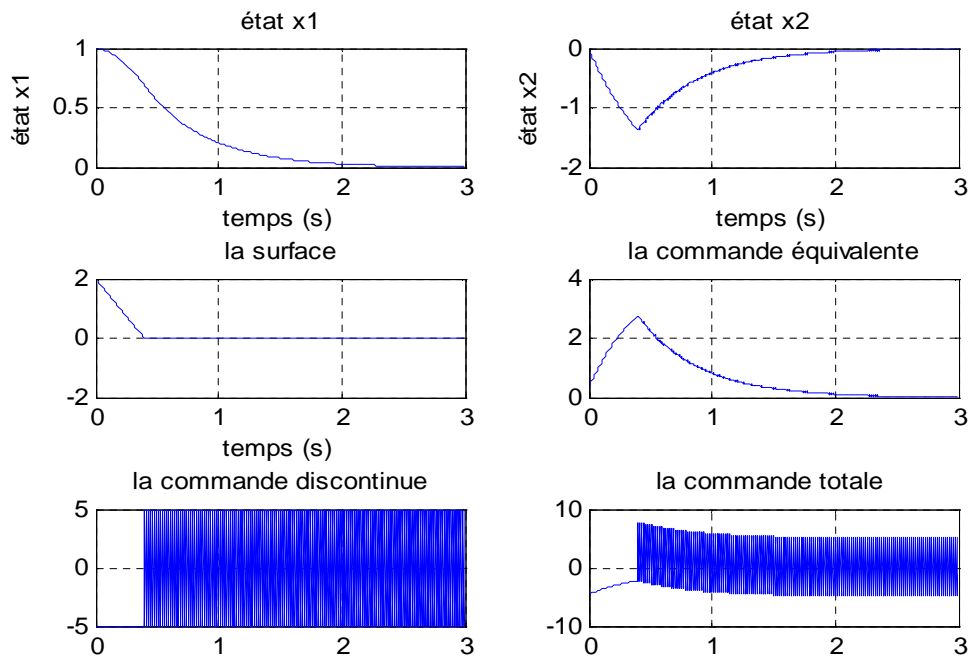 état x1
état x1
1
0.5
0
0 1 2 3
temps (s)
état x2
état x2
0
-1
-2
0 1 2 3
temps (s)
la surface
2
0
-2
0 1 2 3
temps (s)
la commande équivalente
4
2
0
0 1 2 3
la commande discontinue
5
0
-5
0 1 2 3
la commande totale
10
0
-10
0 1 2 3